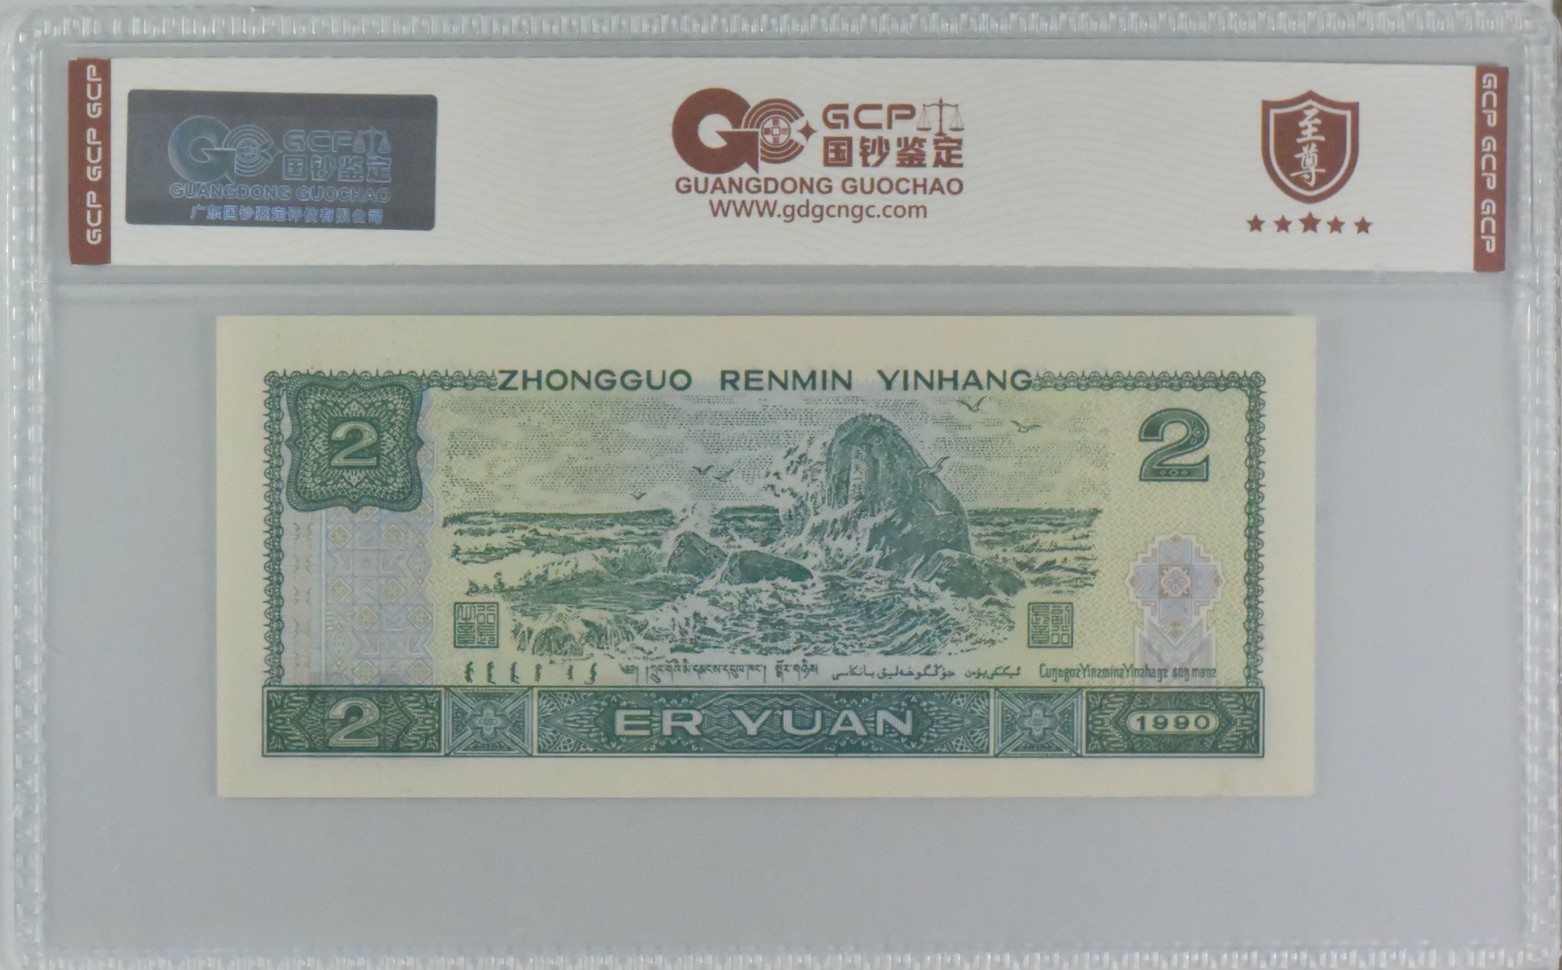 GCP GCP GCP
GCP 国钞鉴定
GUANGDONG GUOCHAO
广东国钞鉴定评估有限公司
GCP
国钞鉴定
GUANGDONG GUOCHAO
WWW.gdgcngc.com
至尊
GCP GCP GCP
ZHONGGUO RENMIN YINHANG
2
2
2
ER YUAN
1990